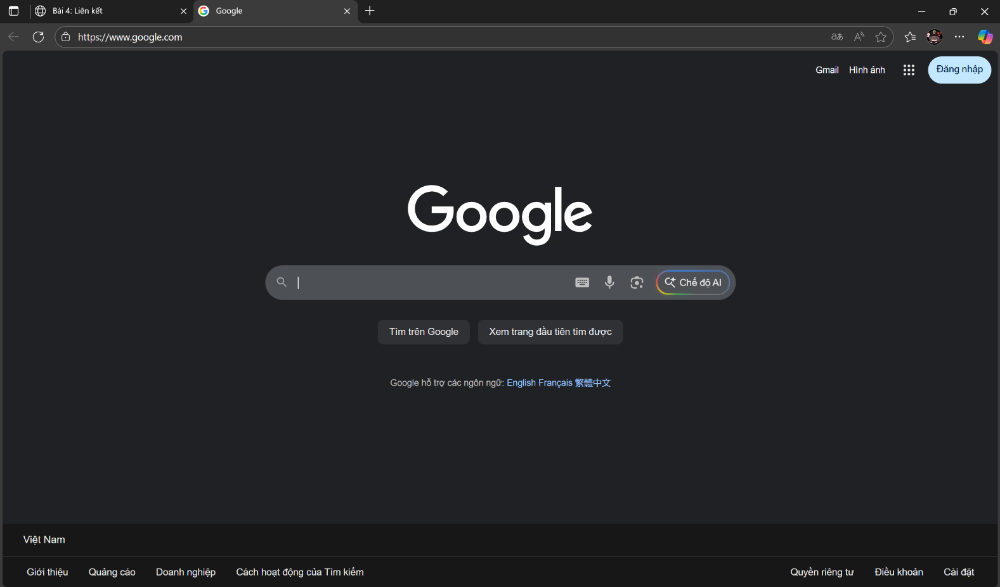 Bài 4: Liên kết
Google
https://www.google.com
Gmail Hình ảnh Đăng nhập
Google
Chế độ AI
Tìm trên Google Xem trang đầu tiên tìm được
Google hỗ trợ các ngôn ngữ: English Français 繁體中文
Việt Nam
Giới thiệu Quảng cáo Doanh nghiệp Cách hoạt động của Tìm kiếm Quyền riêng tư Điều khoản Cài đặt